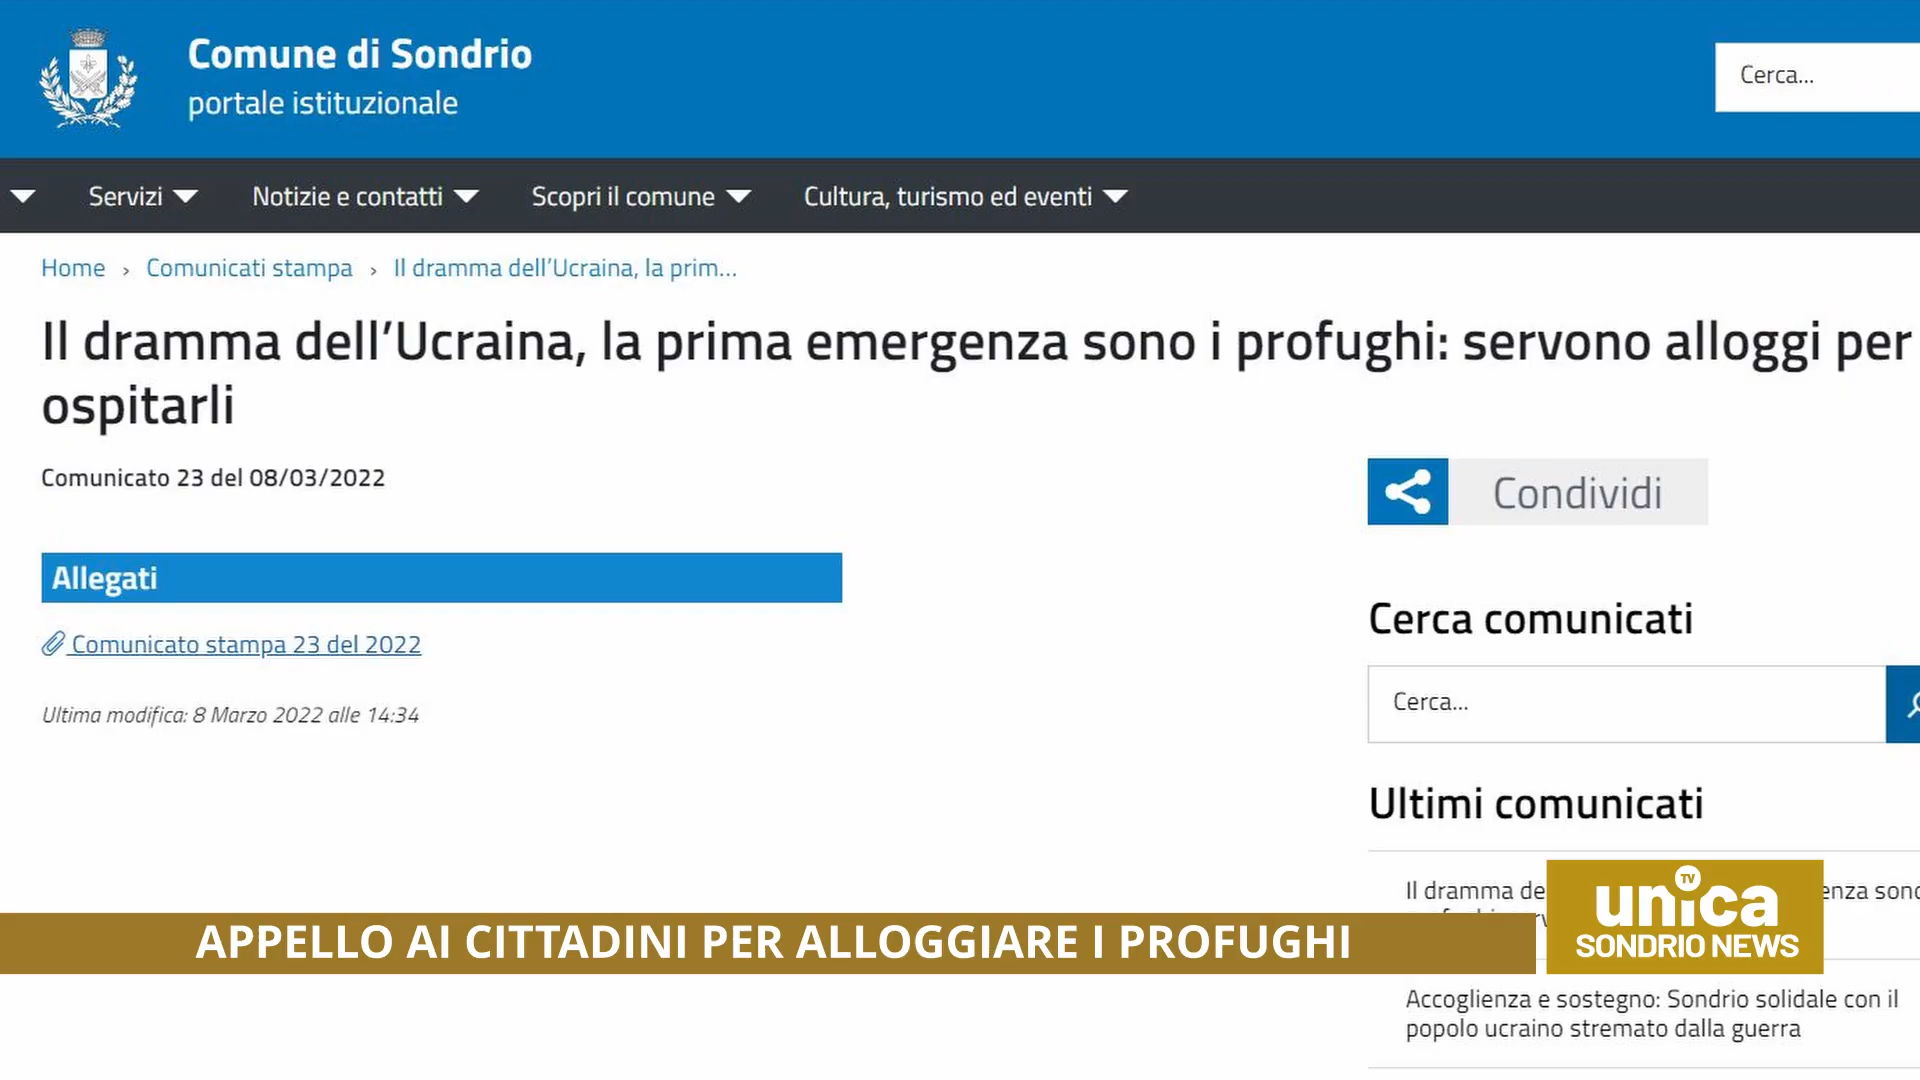 Comune di Sondrio
portale istituzionale
Cerca...
Servizi
Notizie e contatti
Scopri il comune
Cultura, turismo ed eventi
Home › Comunicati stampa › Il dramma dell’Ucraina, la prim...
Il dramma dell’Ucraina, la prima emergenza sono i profughi: servono alloggi per
ospitarli
Comunicato 23 del 08/03/2022
Condividi
Allegati
Comunicato stampa 23 del 2022
Ultima modifica: 8 Marzo 2022 alle 14:34
Cerca comunicati
Cerca...
Ultimi comunicati
Il dramma
APPELLO AI CITTADINI PER ALLOGGIARE I PROFUGHI
TV
unica
SONDRIO NEWS
Accoglienza e sostegno: Sondrio solidale con il
popolo ucraino stremato dalla guerra